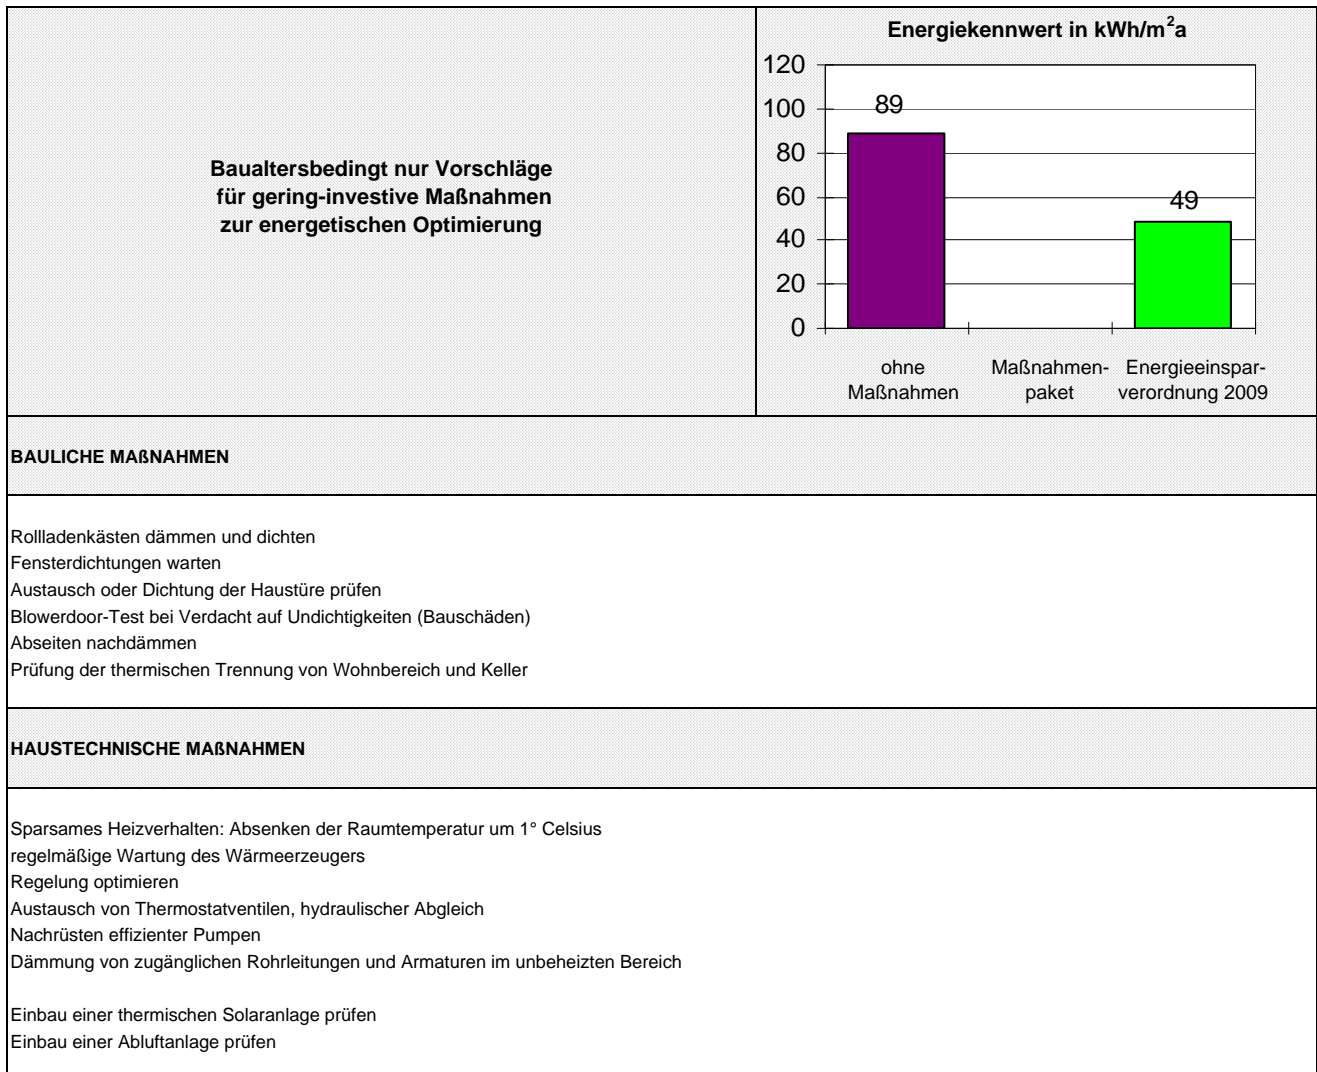 Baualtersbedingt nur Vorschläge
für gering-investive Maßnahmen
zur energetischen Optimierung
Energiekennwert in kWh/m²a
120
100
80
60
40
20
0
89
49
ohne
Maßnahmen
Maßnahmen-
paket
Energieeinspar-
verordnung 2009
BAULICHE MAßNAHMEN
Rollladenkästen dämmen und dichten
Fensterdichtungen warten
Austausch oder Dichtung der Haustüre prüfen
Blowerdoor-Test bei Verdacht auf Undichtigkeiten (Bauschäden)
Abseiten nachdämmen
Prüfung der thermischen Trennung von Wohnbereich und Keller
HAUSTECHNISCHE MAßNAHMEN
Sparsames Heizverhalten: Absenken der Raumtemperatur um 1° Celsius
regelmäßige Wartung des Wärmeerzeugers
Regelung optimieren
Austausch von Thermostatventilen, hydraulischer Abgleich
Nachrüsten effizienter Pumpen
Dämmung von zugänglichen Rohrleitungen und Armaturen im unbeheizten Bereich
Einbau einer thermischen Solaranlage prüfen
Einbau einer Abluftanlage prüfen